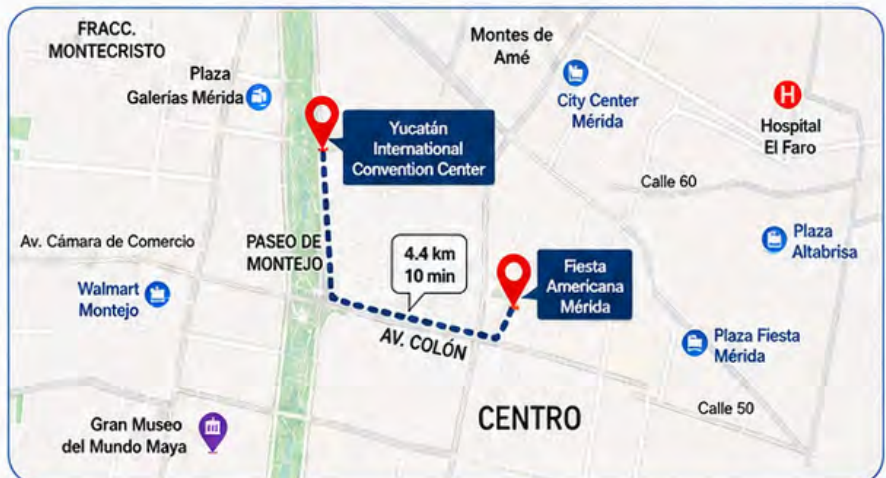 FRACC.
MONTECRISTO
Plaza
Galerías Mérida
Montes de
Amé
City Center
Mérida
H
Hospital
El Faro
Yucatán
International
Convention Center
Calle 60
Av. Cámara de Comercio
PASEO DE
MONTEJO
4.4 km
10 min
Fiesta
Americana
Mérida
Plaza
Altabrisa
Walmart
Montejo
AV. COLÓN
Plaza Fiesta
Mérida
Calle 50
CENTRO
Gran Museo
del Mundo Maya